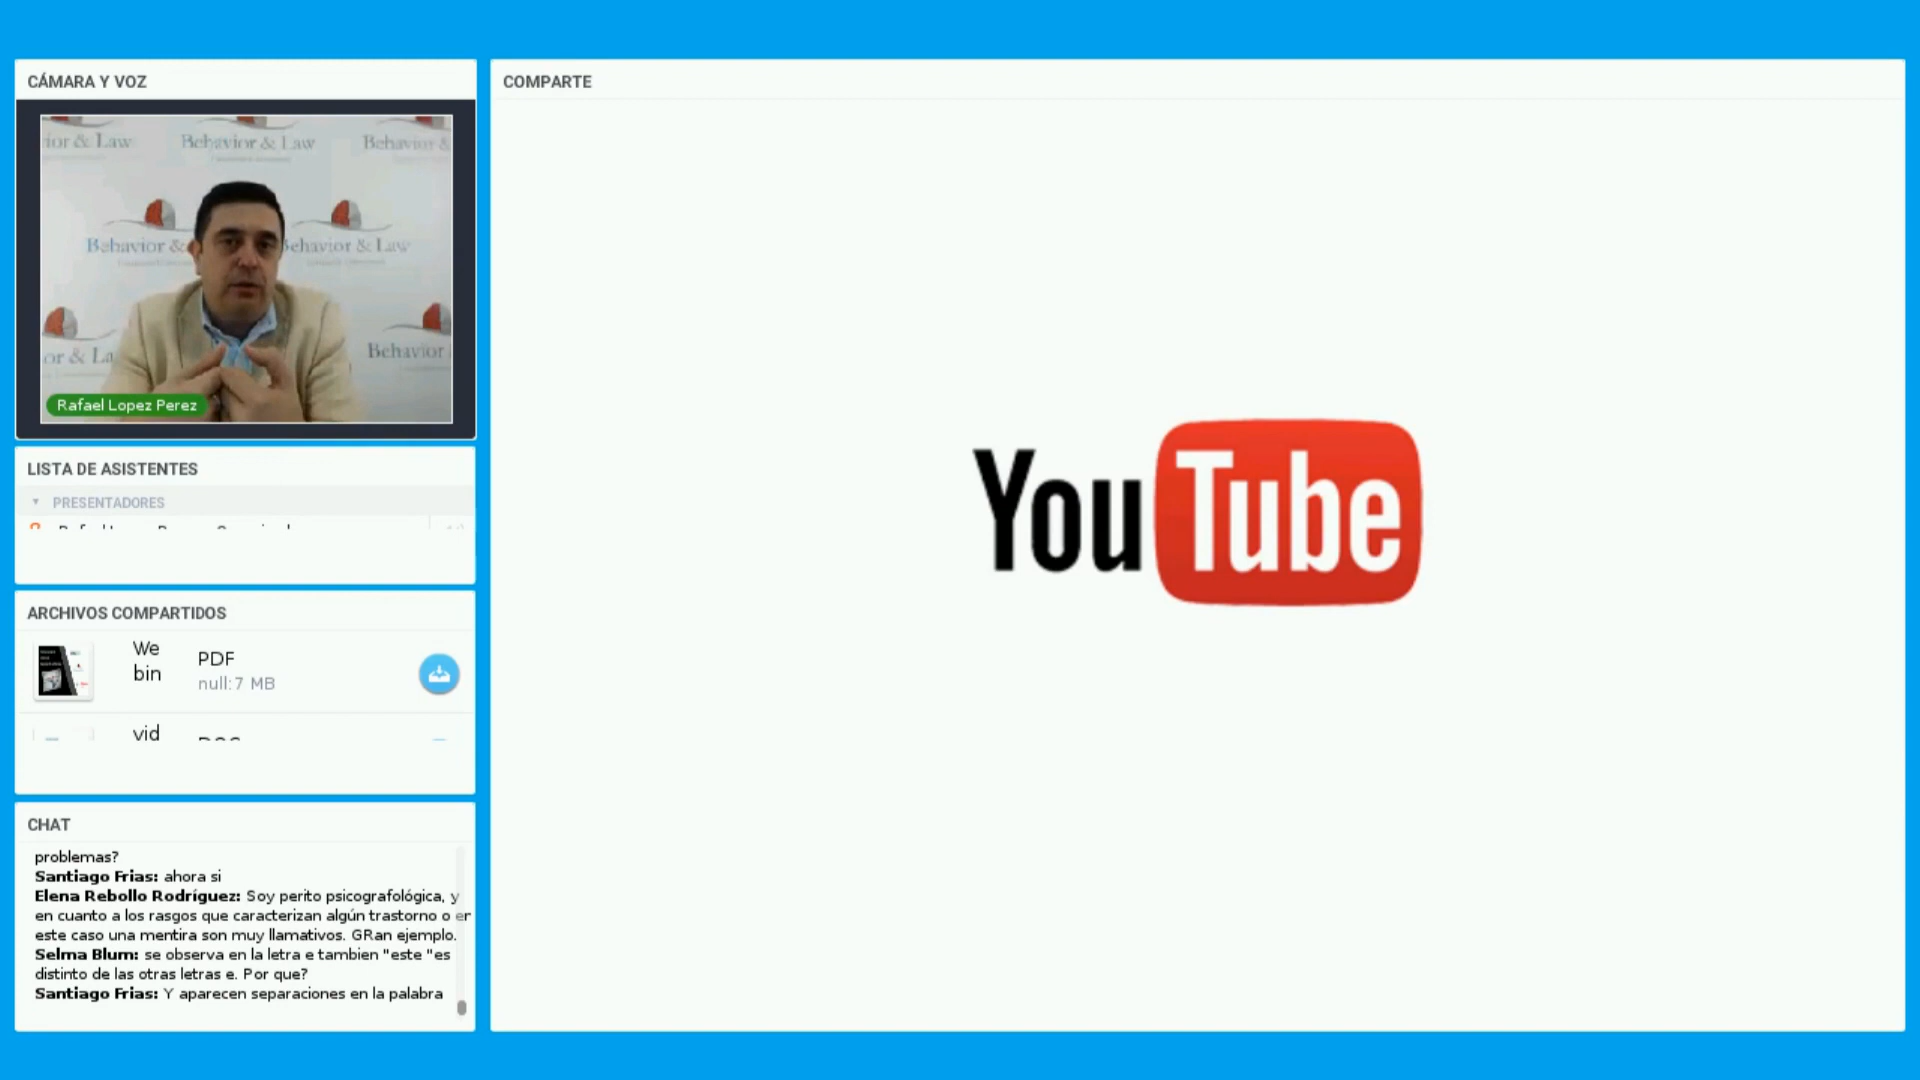 CÁMARA Y VOZ
COMPARTE
ior & Law
Behavior & Law
Behavior &
Behavior &
Behavior & Law
or & La
Behavior
Rafael Lopez Perez
YouTube
LISTA DE ASISTENTES
PRESENTADORES
ARCHIVOS COMPARTIDOS
We
bin
PDF
null:7 MB
vid
CHAT
problemas?
Santiago Frias: ahora si
Elena Rebollo Rodríguez: Soy perito psicografológica, y
en cuanto a los rasgos que caracterizan algún trastorno o en
este caso una mentira son muy llamativos. GRan ejemplo.
Selma Blum: se observa en la letra e tambien "este "es
distinto de las otras letras e. Por que?
Santiago Frias: Y aparecen separaciones en la palabra